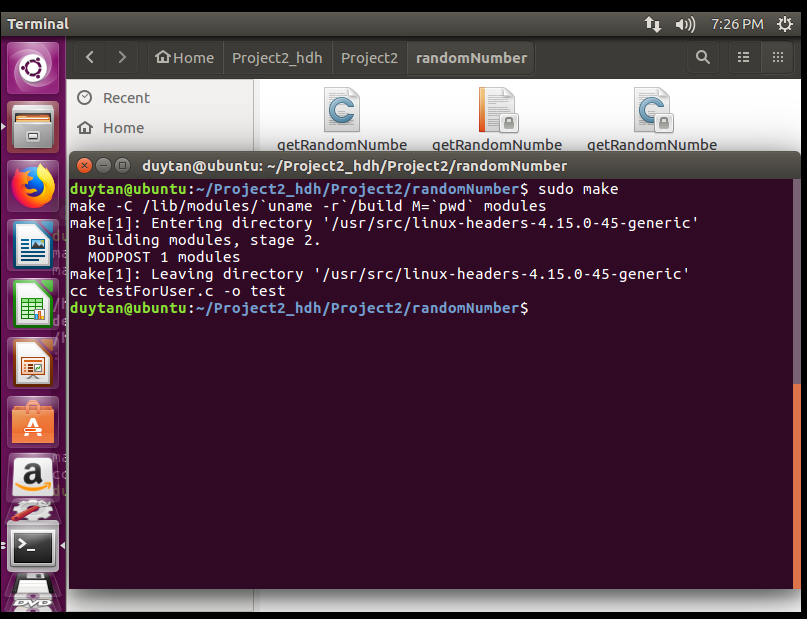 Terminal
7:26 PM
Home
Project2_hdh
Project2
randomNumber
Recent
Home
getRandomNumbe
getRandomNumbe
getRandomNumbe
duytan@ubuntu: ~/Project2_hdh/Project2/randomNumber
duytan@ubuntu:~/Project2_hdh/Project2/randomNumber$ sudo make
make -C /lib/modules/`uname -r`/build M=`pwd` modules
make[1]: Entering directory '/usr/src/linux-headers-4.15.0-45-generic'
Building modules, stage 2.
MODPOST 1 modules
make[1]: Leaving directory '/usr/src/linux-headers-4.15.0-45-generic'
cc testForUser.c -o test
duytan@ubuntu:~/Project2_hdh/Project2/randomNumber$
a
>_
DVD